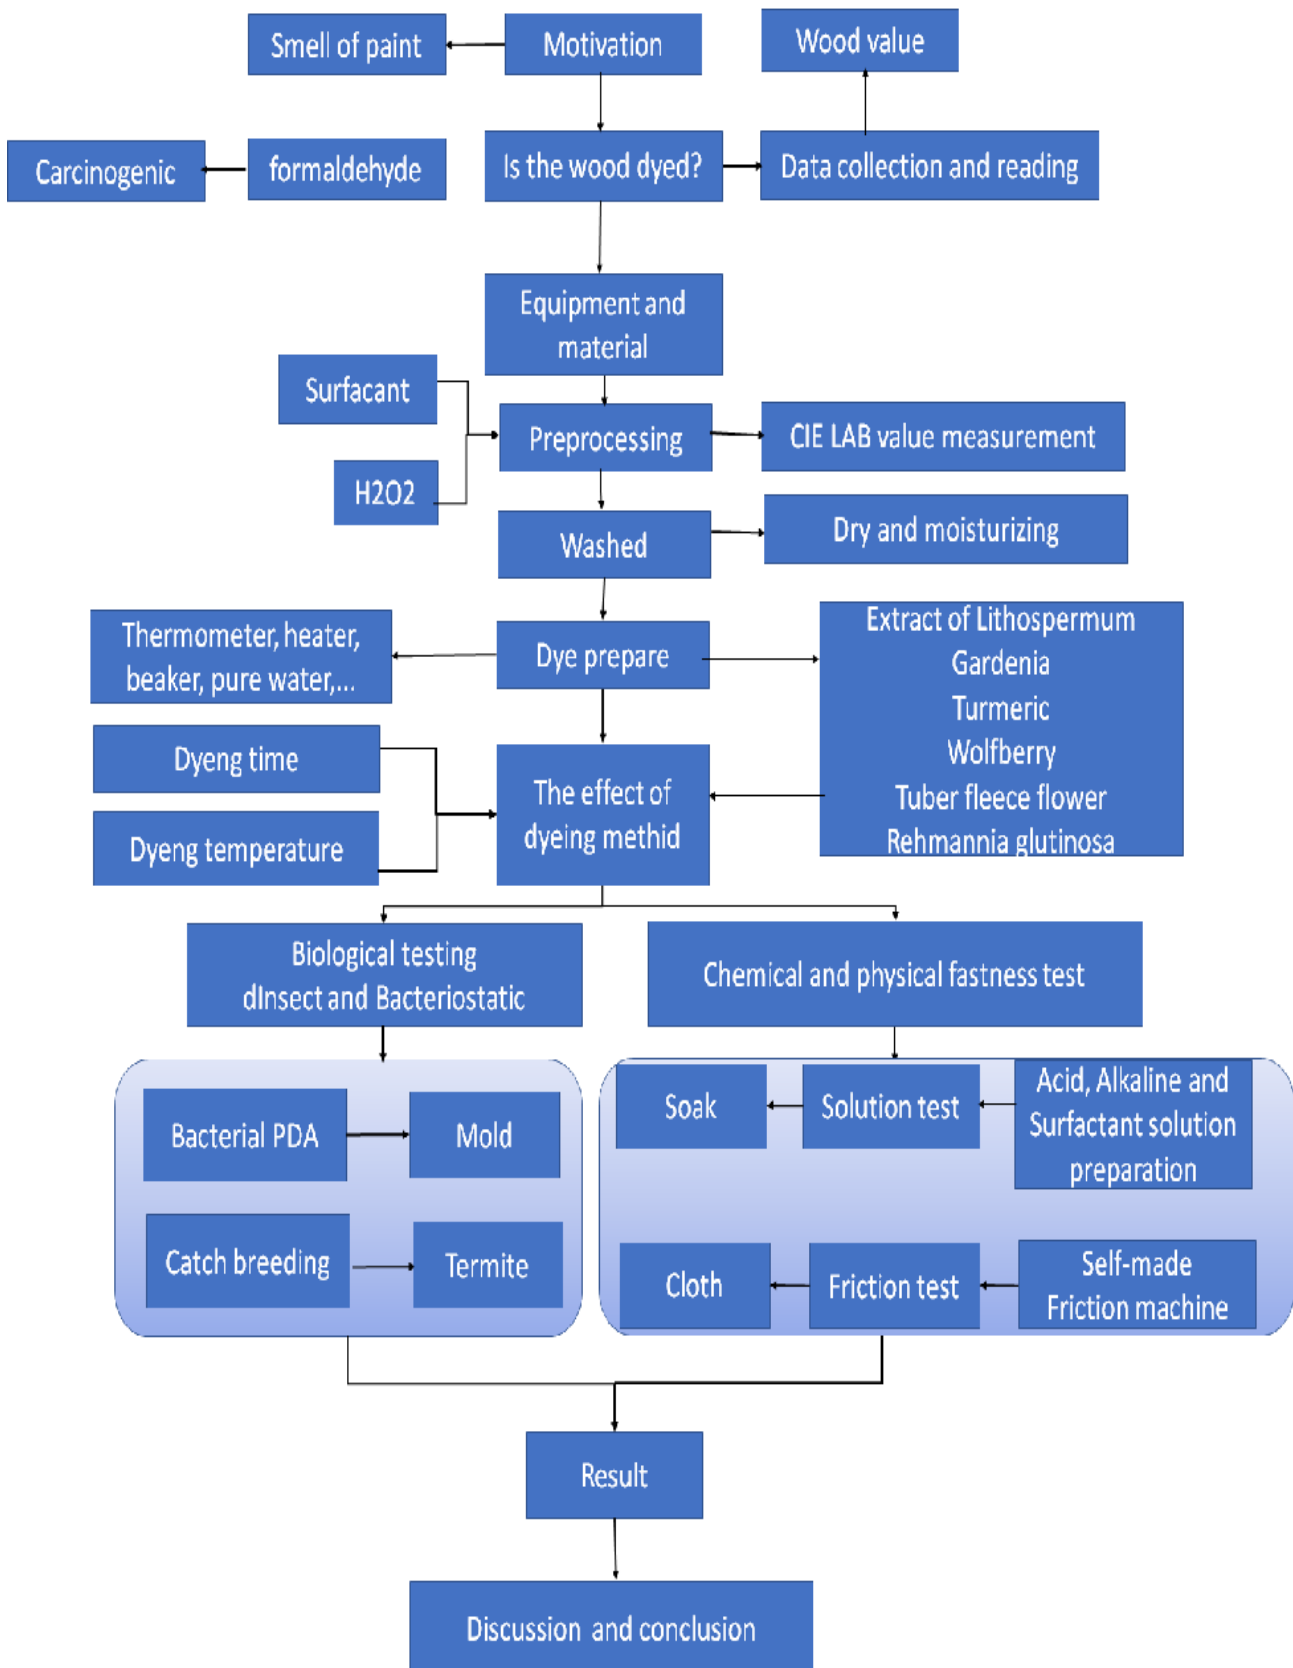 Smell of paint
Motivation
Wood value
Carcinogenic
formaldehyde
Is the wood dyed?
Data collection and reading
Equipment and
material
Surfacant
Preprocessing
CIE LAB value measurement
H2O2
Washed
Dry and moisturizing
Thermometer, heater,
beaker, pure water,...
Dye prepare
Extract of Lithospermum
Gardenia
Turmeric
Wolfberry
Tuber fleece flower
Rehmannia glutinosa
Dyeng time
Dyeng temperature
The effect of
dyeing methid
Biological testing
dInsect and Bacteriostatic
Chemical and physical fastness test
Bacterial PDA
Mold
Soak
Solution test
Acid, Alkaline and
Surfactant solution
preparation
Catch breeding
Termite
Cloth
Friction test
Self-made
Friction machine
Result
Discussion and conclusion